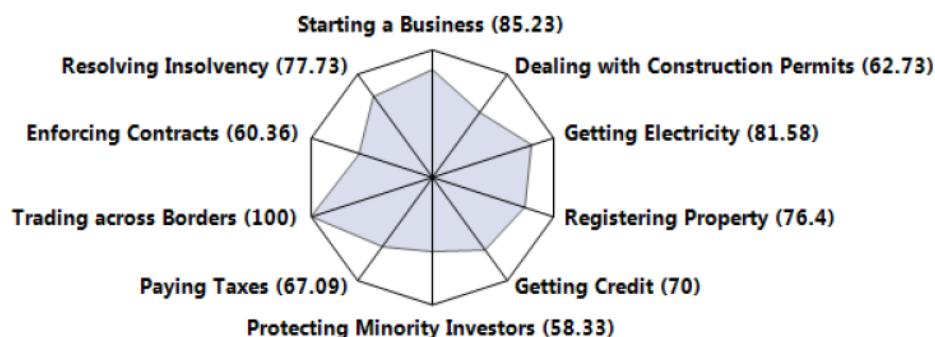 Starting a Business (85.23)
Resolving Insolvency (77.73)
Dealing with Construction Permits (62.73)
Enforcing Contracts (60.36)
Getting Electricity (81.58)
Trading across Borders (100)
Registering Property (76.4)
Paying Taxes (67.09)
Getting Credit (70)
Protecting Minority Investors (58.33)